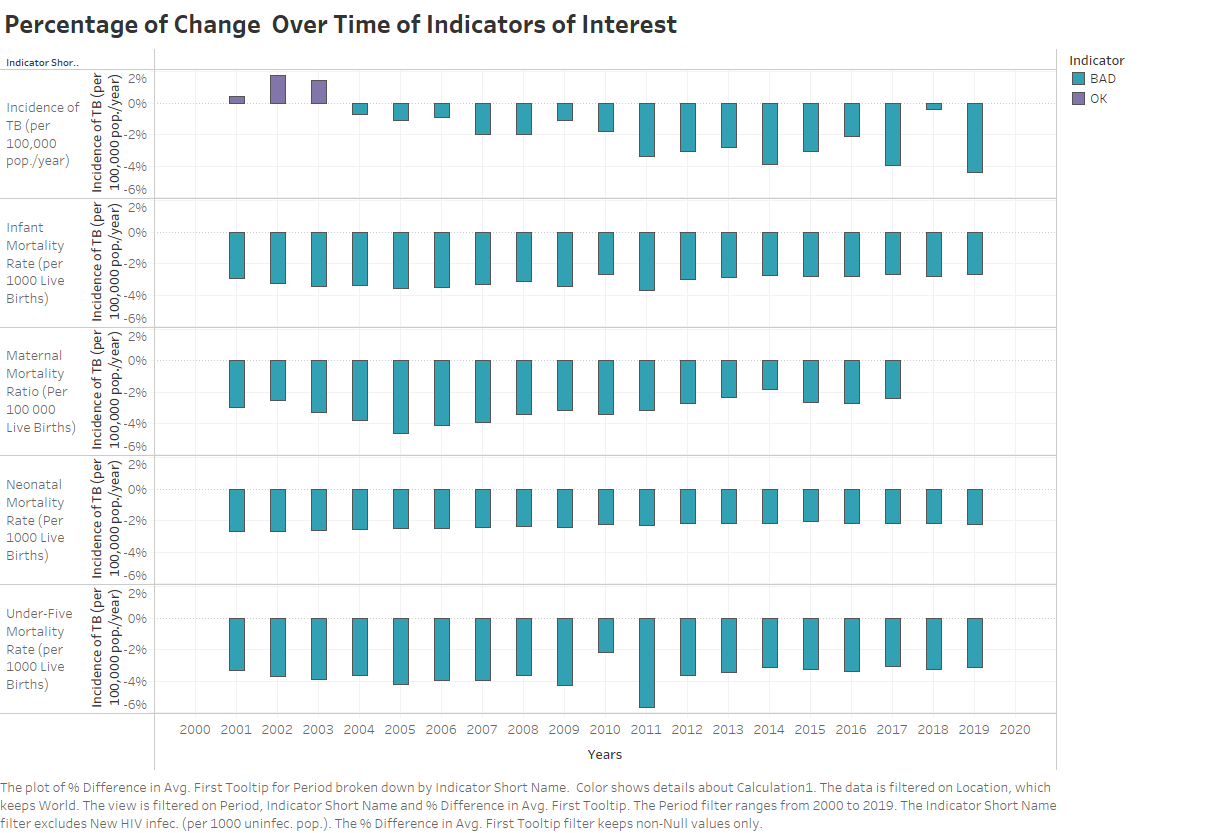 Percentage of Change  Over Time of Indicators of Interest
Indicator Shor..
Incidence of
TB (per
100,000
pop./year)
Incidence of TB (per
100,000 pop./year)
2%
0%
-2%
-4%
-6%
Infant
Mortality
Rate (per
1000 Live
Births)
Incidence of TB (per
100,000 pop./year)
2%
0%
-2%
-4%
-6%
Maternal
Mortality
Ratio (Per
100 000
Live Births)
Incidence of TB (per
100,000 pop./year)
2%
0%
-2%
-4%
-6%
Neonatal
Mortality
Rate (Per
1000 Live
Births)
Incidence of TB (per
100,000 pop./year)
2%
0%
-2%
-4%
-6%
Under-Five
Mortality
Rate (per
1000 Live
Births)
Incidence of TB (per
100,000 pop./year)
2%
0%
-2%
-4%
-6%
2000 2001 2002 2003 2004 2005 2006 2007 2008 2009 2010 2011 2012 2013 2014 2015 2016 2017 2018 2019 2020
Years
Indicator
BAD
OK
The plot of % Difference in Avg. First Tooltip for Period broken down by Indicator Short Name.  Color shows details about Calculation1. The data is filtered on Location, which
keeps World. The view is filtered on Period, Indicator Short Name and % Difference in Avg. First Tooltip. The Period filter ranges from 2000 to 2019. The Indicator Short Name
filter excludes New HIV infec. (per 1000 uninfec. pop.). The % Difference in Avg. First Tooltip filter keeps non-Null values only.